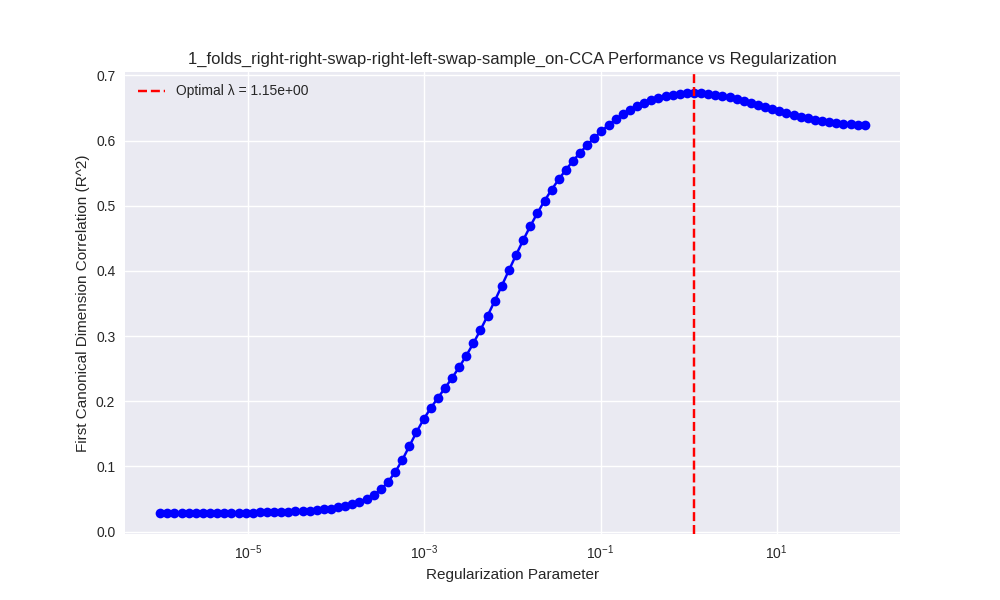 1_folds_right-right-swap-right-left-swap-sample_on-CCA Performance vs Regularization
Optimal λ = 1.15e+00
First Canonical Dimension Correlation (R^2)
0.7
0.6
0.5
0.4
0.3
0.2
0.1
0.0
10⁻⁵ 10⁻³ 10⁻¹ 10¹
Regularization Parameter